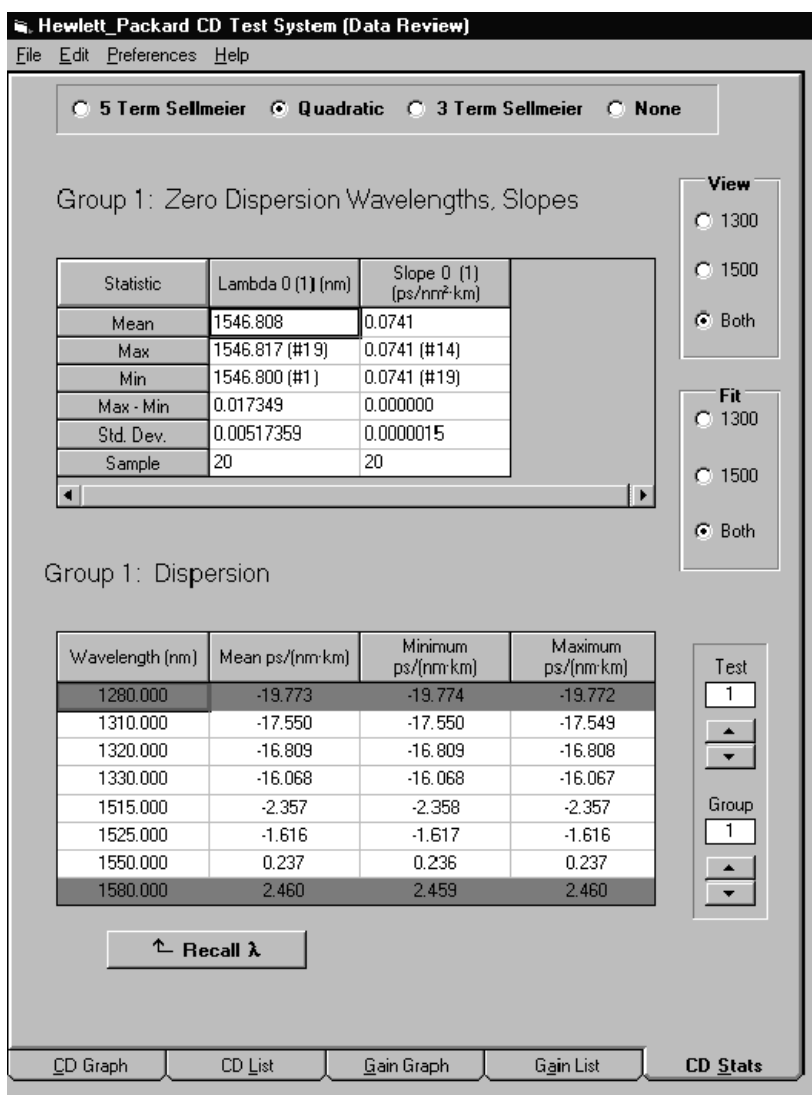 Hewlett_Packard CD Test System (Data Review)
File Edit Preferences Help
5 Term Sellmeier Quadratic 3 Term Sellmeier None
Group 1: Zero Dispersion Wavelengths, Slopes
Statistic Lambda 0 (1) (nm) Slope 0 (1) (ps/nm²·km)
Mean 1546.808 0.0741
Max 1546.817 (#19) 0.0741 (#14)
Min 1546.800 (#1) 0.0741 (#19)
Max - Min 0.017349 0.000000
Std. Dev. 0.00517359 0.0000015
Sample 20 20
View
1300
1500
Both
Fit
1300
1500
Both
Group 1: Dispersion
Wavelength (nm) Mean ps/(nm·km) Minimum ps/(nm·km) Maximum ps/(nm·km)
1280.000 -19.773 -19.774 -19.772
1310.000 -17.550 -17.550 -17.549
1320.000 -16.809 -16.809 -16.808
1330.000 -16.068 -16.068 -16.067
1515.000 -2.357 -2.358 -2.357
1525.000 -1.616 -1.617 -1.616
1550.000 0.237 0.236 0.237
1580.000 2.460 2.459 2.460
Test
1
Group
1
Recall λ
CD Graph CD List Gain Graph Gain List CD Stats